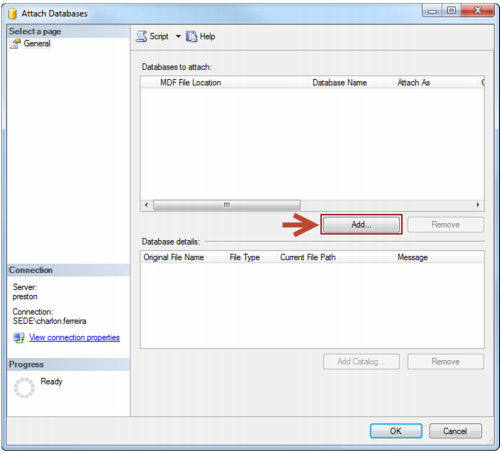 Attach Databases
Select a page
General
Script Help
Databases to attach:
MDF File Location Database Name Attach As
Add... Remove
Database details:
Original File Name File Type Current File Path Message
Connection
Server:
preston
Connection:
SEDE\charlon.ferreira
View connection properties
Progress
Ready
Add Catalog... Remove
OK Cancel